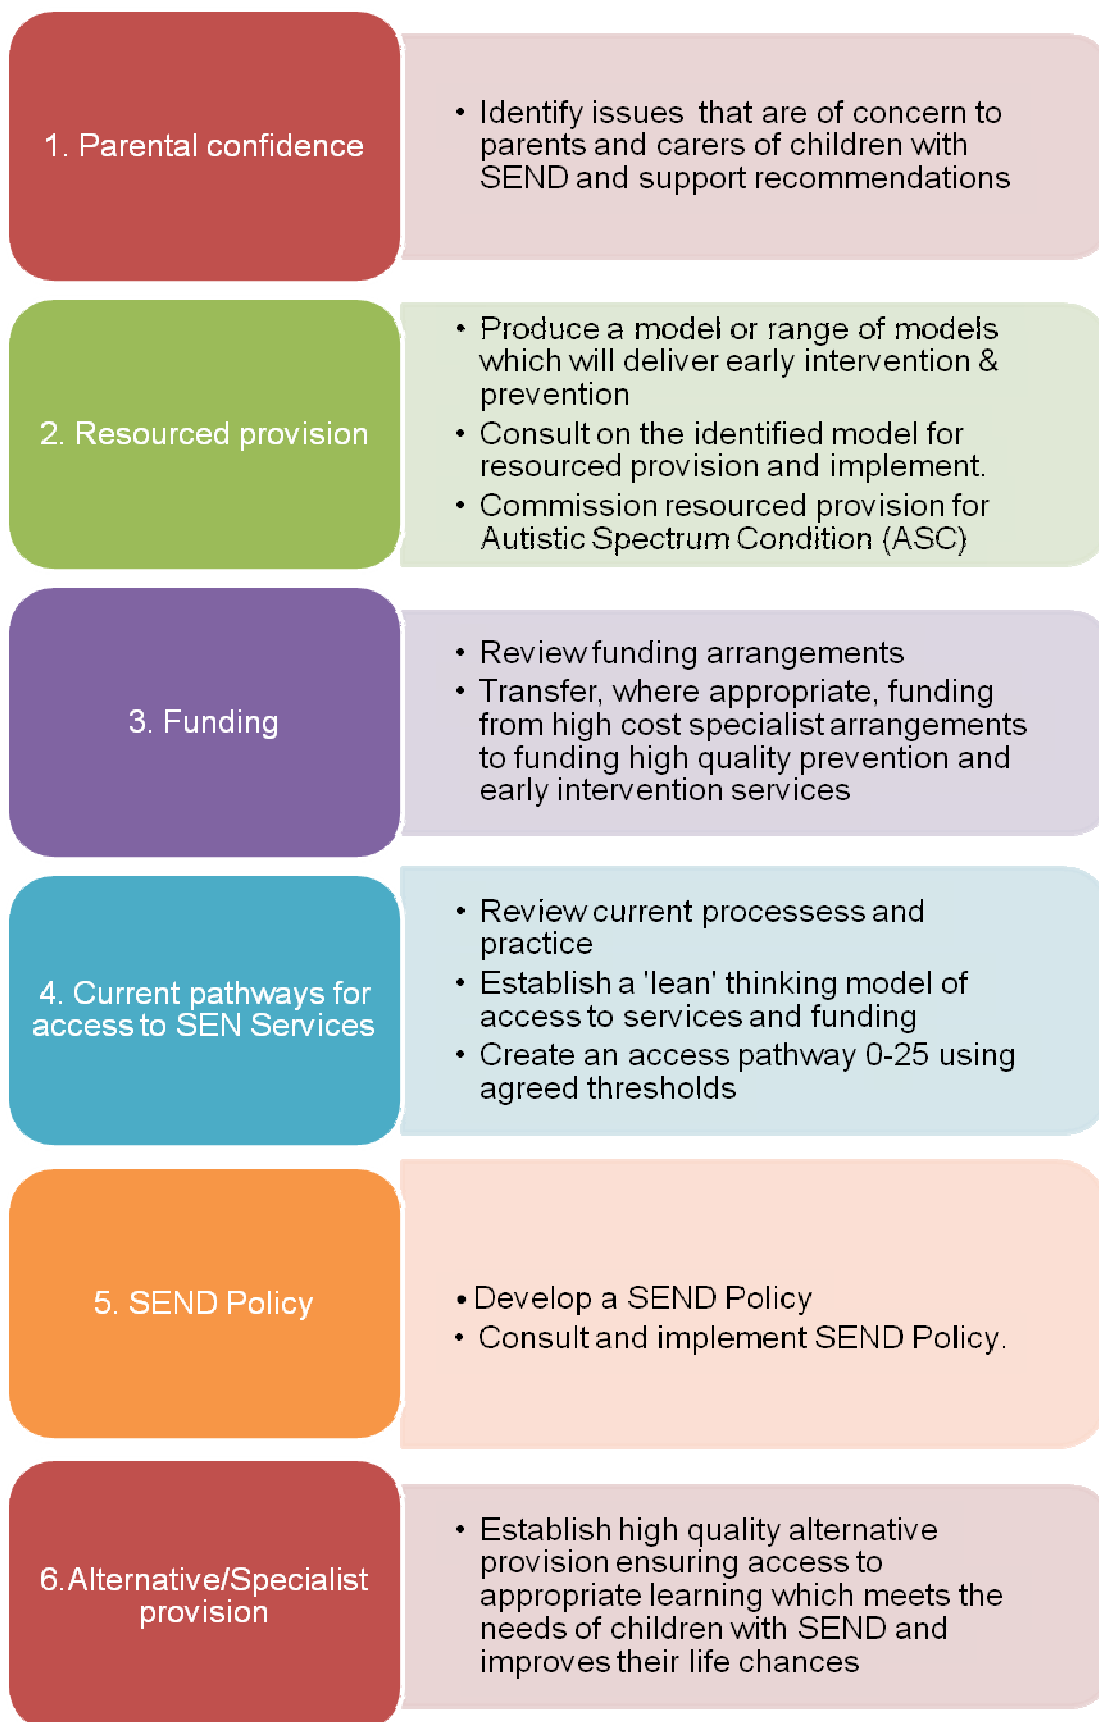 1. Parental confidence
• Identify issues that are of concern to
parents and carers of children with
SEND and support recommendations
2. Resourced provision
• Produce a model or range of models
which will deliver early intervention &
prevention
• Consult on the identified model for
resourced provision and implement.
• Commission resourced provision for
Autistic Spectrum Condition (ASC)
3. Funding
• Review funding arrangements
• Transfer, where appropriate, funding
from high cost specialist arrangements
to funding high quality prevention and
early intervention services
4. Current pathways for
access to SEN Services
• Review current processess and
practice
• Establish a 'lean' thinking model of
access to services and funding
• Create an access pathway 0-25 using
agreed thresholds
5. SEND Policy
• Develop a SEND Policy
• Consult and implement SEND Policy.
6.Alternative/Specialist
provision
• Establish high quality alternative
provision ensuring access to
appropriate learning which meets the
needs of children with SEND and
improves their life chances